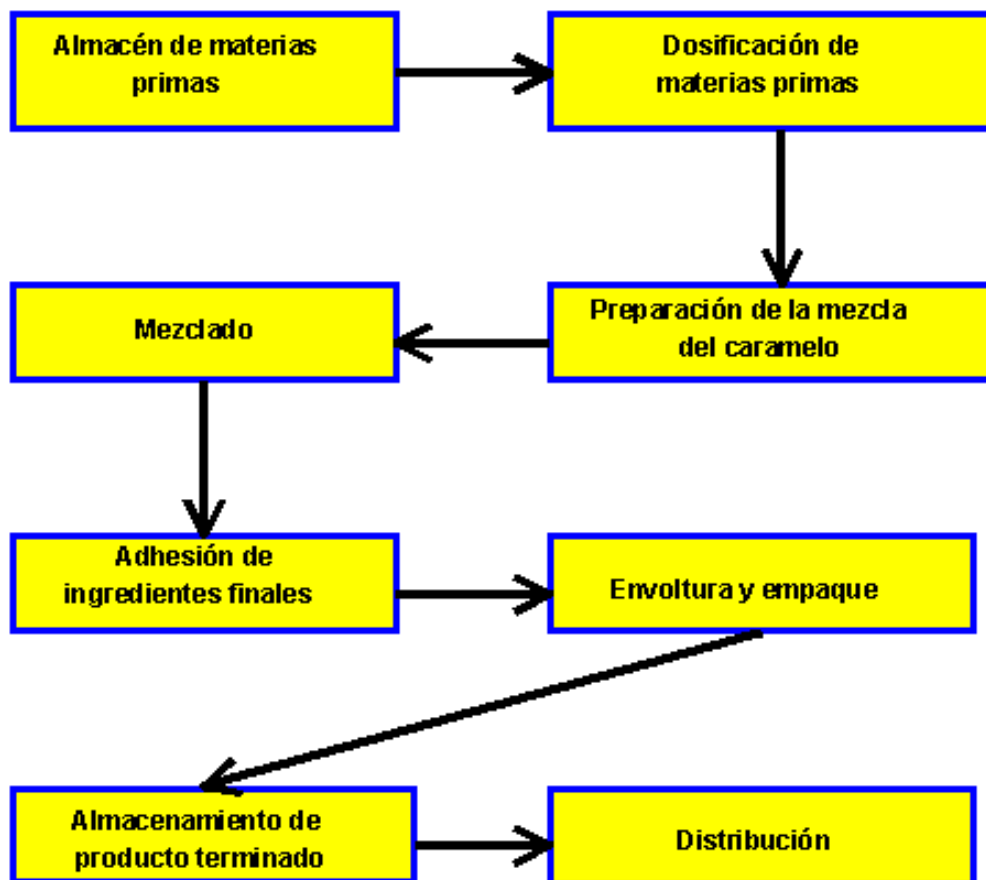 Almacén de materias
primas
Dosificación de
materias primas
Preparación de la mezcla
del caramelo
Mezclado
Adhesión de
ingredientes finales
Envoltura y empaque
Almacenamiento de
producto terminado
Distribución